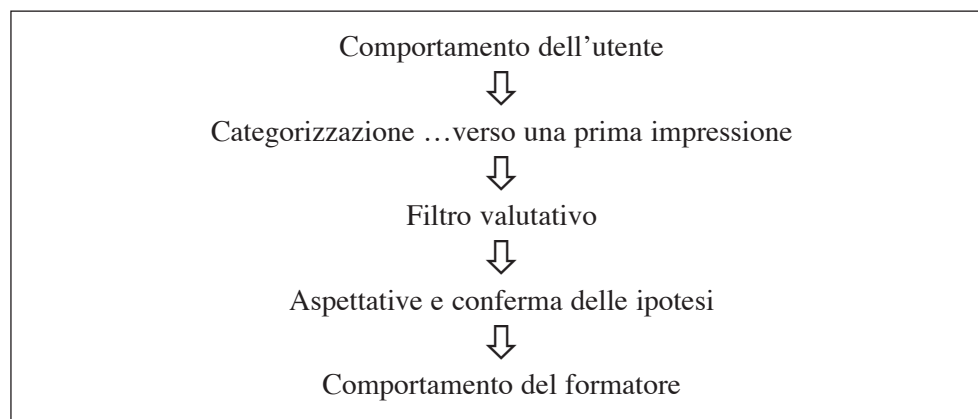 Comportamento dell’utente
Categorizzazione …verso una prima impressione
Filtro valutativo
Aspettative e conferma delle ipotesi
Comportamento del formatore